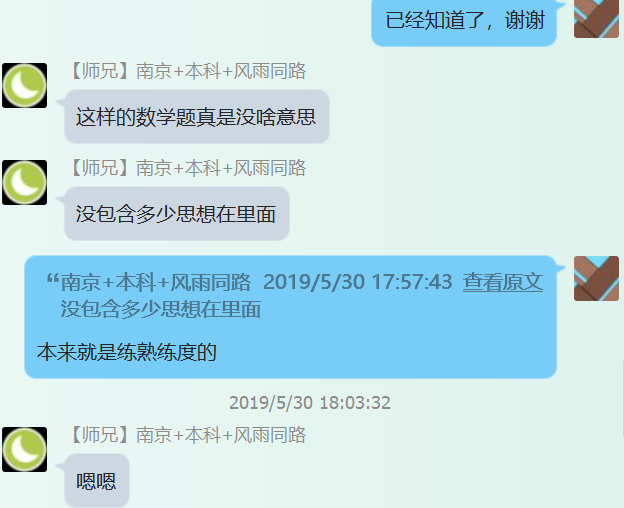 已经知道了，谢谢
【师兄】南京+本科+风雨同路
这样的数学题真是没啥意思
【师兄】南京+本科+风雨同路
没包含多少思想在里面
“南京+本科+风雨同路 2019/5/30 17:57:43 查看原文
没包含多少思想在里面
本来就是练熟练度的
2019/5/30 18:03:32
【师兄】南京+本科+风雨同路
嗯嗯